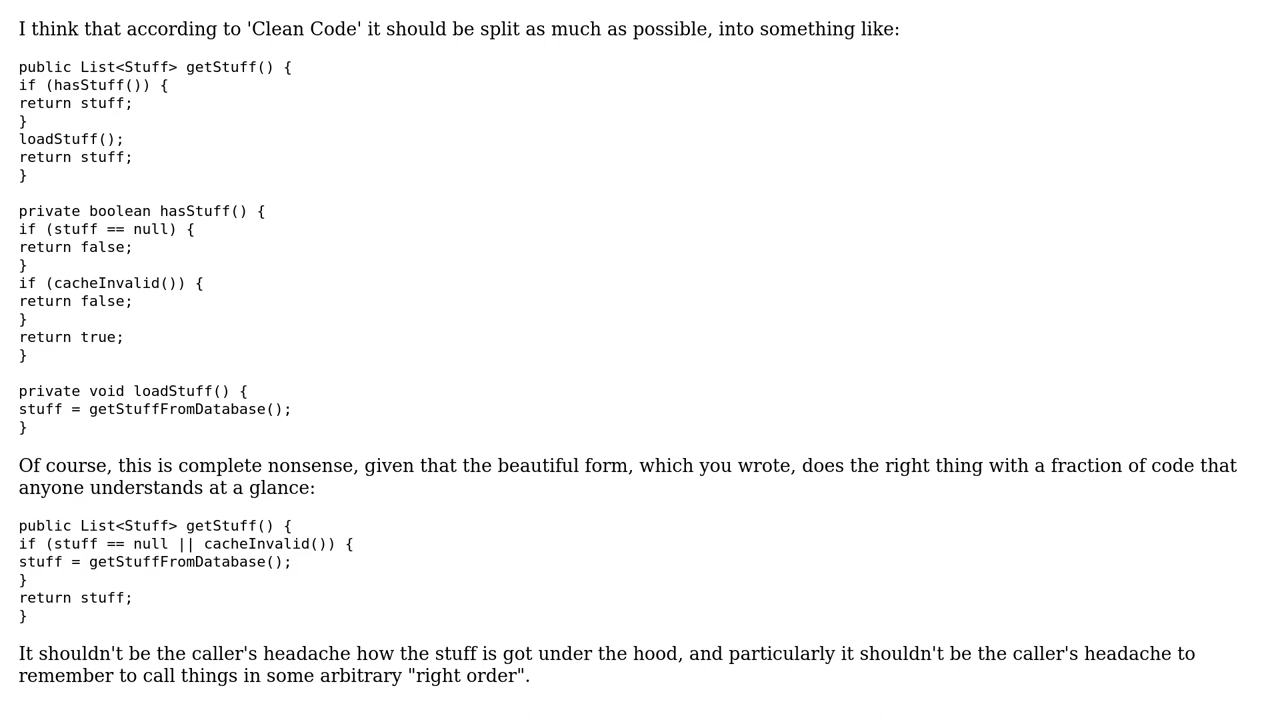 I think that according to 'Clean Code' it should be split as much as possible, into something like:
public List<Stuff> getStuff() {
if (hasStuff()) {
return stuff;
}
loadStuff();
return stuff;
}
private boolean hasStuff() {
if (stuff == null) {
return false;
}
if (cacheInvalid()) {
return false;
}
return true;
}
private void loadStuff() {
stuff = getStuffFromDatabase();
}
Of course, this is complete nonsense, given that the beautiful form, which you wrote, does the right thing with a fraction of code that
anyone understands at a glance:
public List<Stuff> getStuff() {
if (stuff == null || cacheInvalid()) {
stuff = getStuffFromDatabase();
}
return stuff;
}
It shouldn't be the caller's headache how the stuff is got under the hood, and particularly it shouldn't be the caller's headache to
remember to call things in some arbitrary "right order".